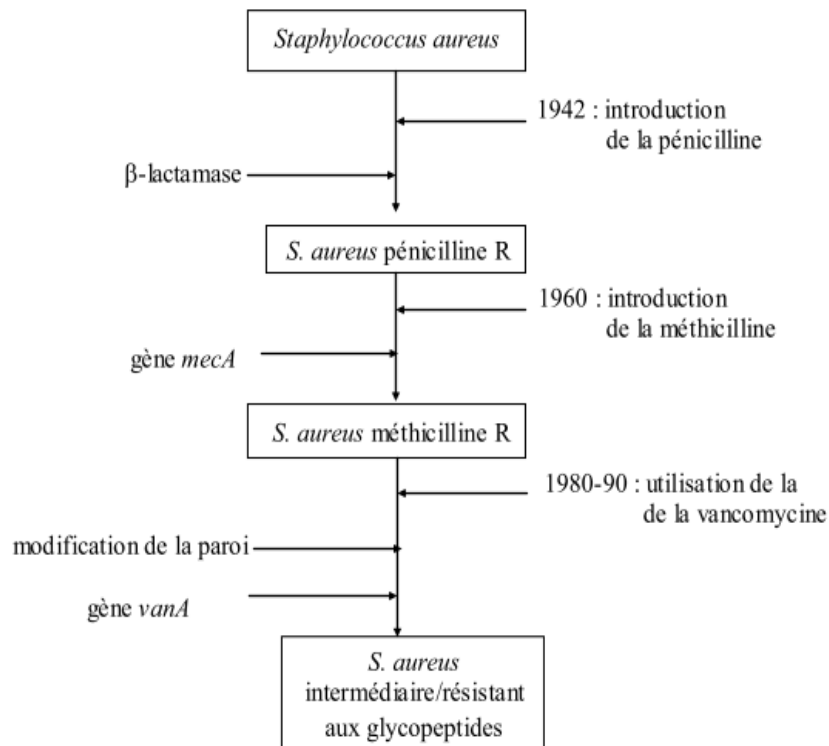 Staphylococcus aureus
1942 : introduction
de la pénicilline
β-lactamase
S. aureus pénicilline R
1960 : introduction
de la méthicilline
gène mecA
S. aureus méthicilline R
1980-90 : utilisation de la
de la vancomycine
modification de la paroi
gène vanA
S. aureus
intermédiaire/résistant
aux glycopeptides